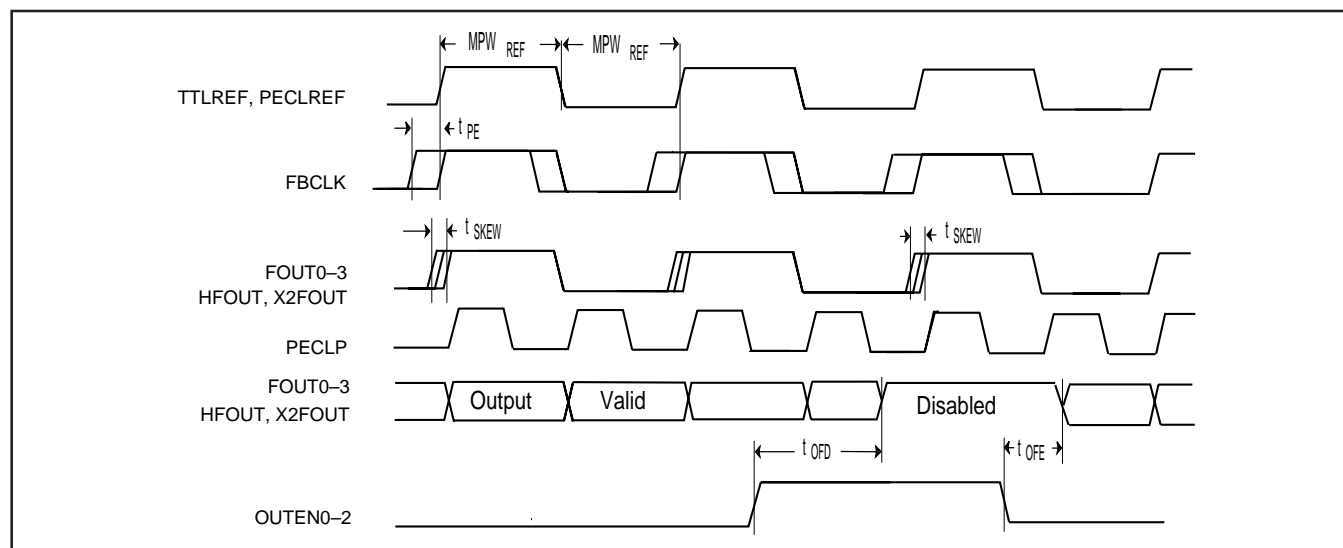 MPW REF MPW REF
TTLREF, PECLREF
t PE
FBCLK
t SKEW t SKEW
FOUT0–3
HFOUT, X2FOUT
PECLP
FOUT0–3
HFOUT, X2FOUT
Output Valid Disabled
t OFD t OFE
OUTEN0–2